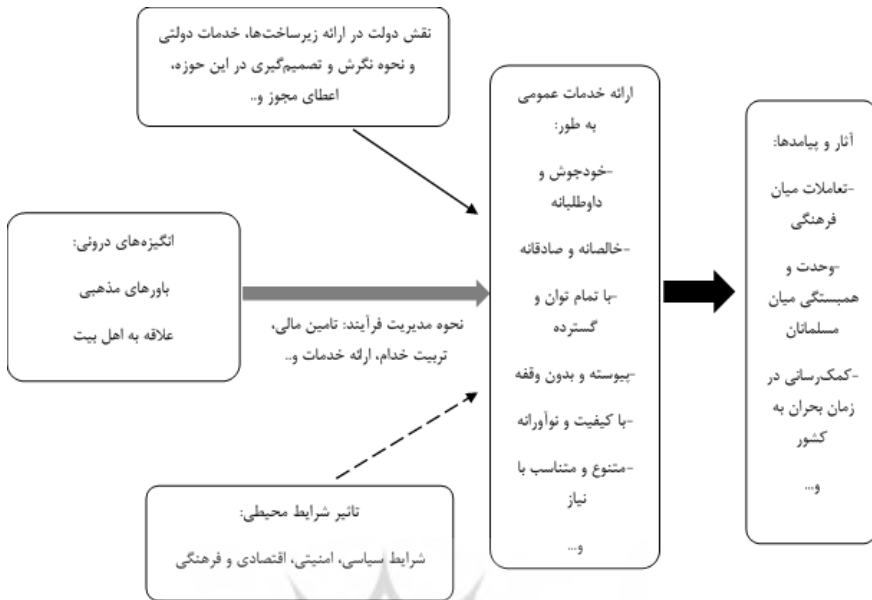 نقش دولت در ارائه زیرساخت‌ها، خدمات دولتی
و نحوه نگرش و تصمیم‌گیری در این حوزه،
اعطای مجوز و..
ارائه خدمات عمومی
به طور:
-خودجوش و
داوطلبانه
-خالصانه و صادقانه
-با تمام توان و
گسترده
-پیوسته و بدون وقفه
-با کیفیت و نوآورانه
-متنوع و متناسب با
نیاز
و...
آثار و پیامدها:
-تعاملات میان
فرهنگی
-وحدت و
همبستگی میان
مسلمانان
-کمک‌رسانی در
زمان بحران به
کشور
و...
انگیزه‌های درونی:
باورهای مذهبی
علاقه به اهل بیت
نحوه مدیریت فرآیند: تامین مالی،
تربیت خدام، ارائه خدمات و..
تاثیر شرایط محیطی:
شرایط سیاسی، امنیتی، اقتصادی و فرهنگی